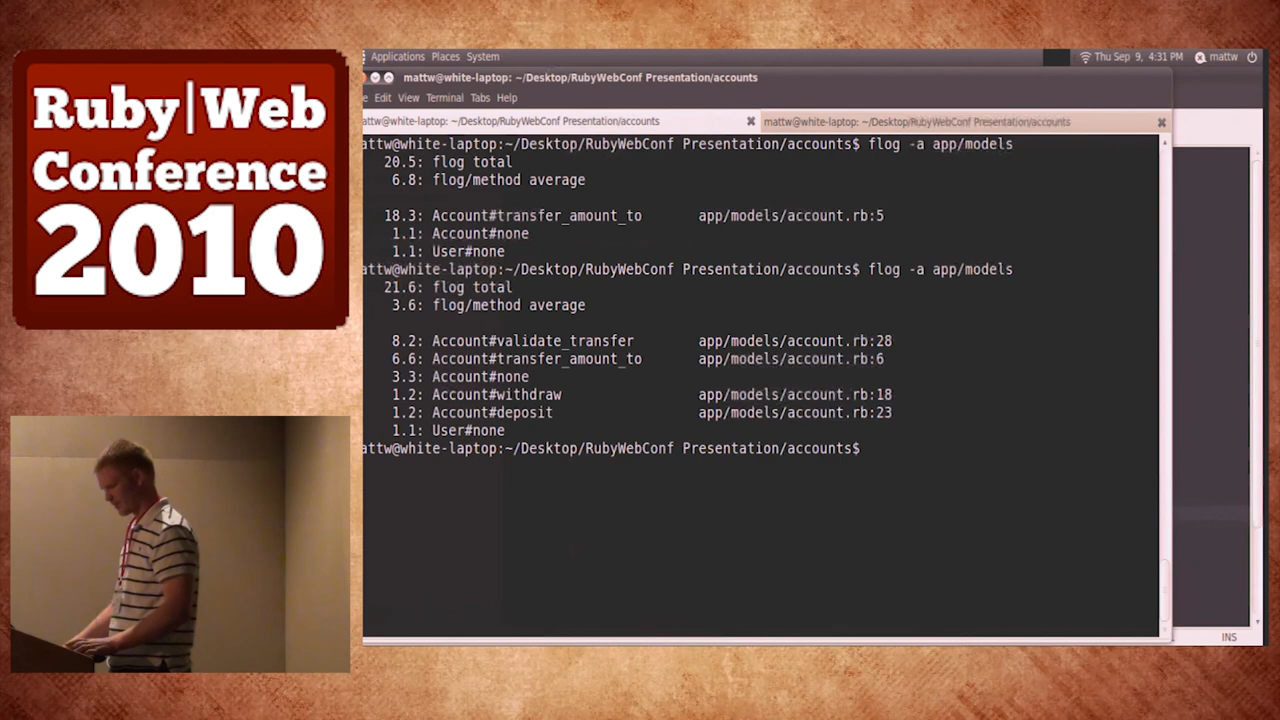 Ruby|Web
Conference
2010
Applications Places System
Thu Sep 9, 4:31 PM mattw
mattw@white-laptop: ~/Desktop/RubyWebConf Presentation/accounts
Edit View Terminal Tabs Help
attw@white-laptop: ~/Desktop/RubyWebConf Presentation/accounts
mattw@white-laptop: ~/Desktop/RubyWebConf Presentation/accounts
attw@white-laptop:~/Desktop/RubyWebConf Presentation/accounts$ flog -a app/models
20.5: flog total
6.8: flog/method average
18.3: Account#transfer_amount_to app/models/account.rb:5
1.1: Account#none
1.1: User#none
attw@white-laptop:~/Desktop/RubyWebConf Presentation/accounts$ flog -a app/models
21.6: flog total
3.6: flog/method average
8.2: Account#validate_transfer app/models/account.rb:28
6.6: Account#transfer_amount_to app/models/account.rb:6
3.3: Account#none
1.2: Account#withdraw app/models/account.rb:18
1.2: Account#deposit app/models/account.rb:23
1.1: User#none
attw@white-laptop:~/Desktop/RubyWebConf Presentation/accounts$
INS